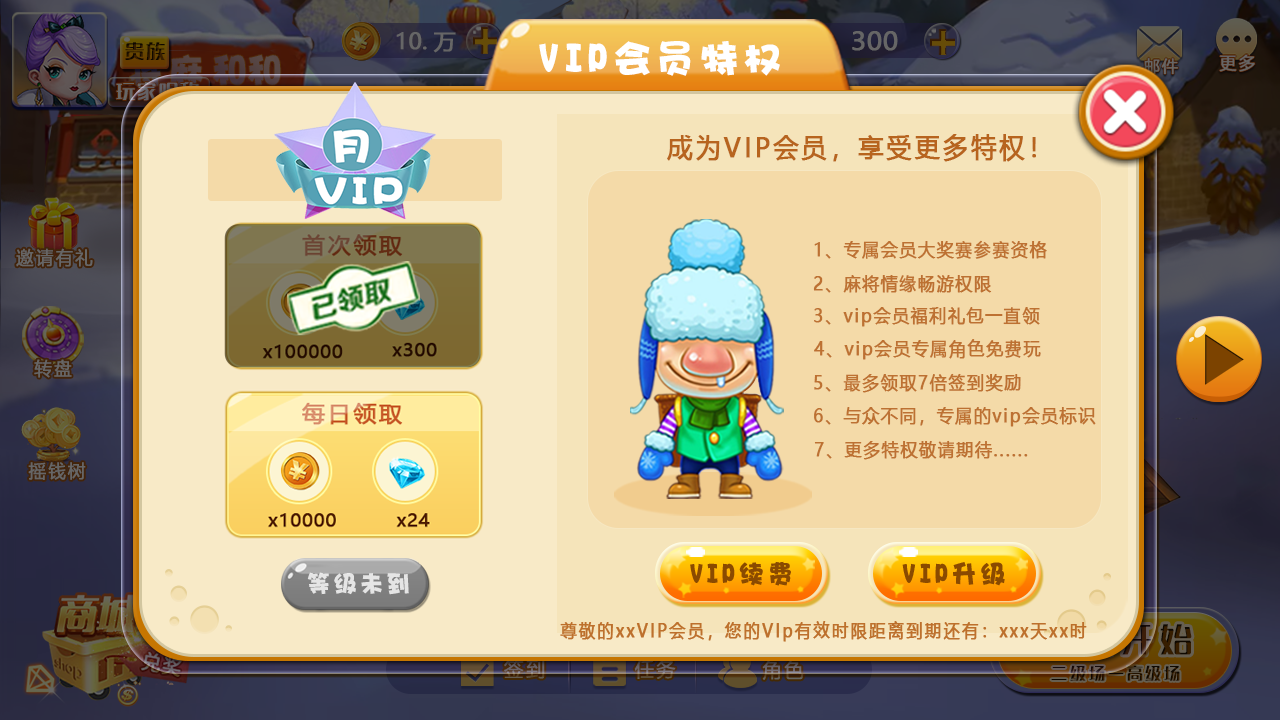 VIP会员特权
贵族
10.万
300
邮件
更多
邀请有礼
转盘
摇钱树
月
VIP
首次领取
已领取
x100000
x300
每日领取
x10000
x24
等级未到
成为VIP会员，享受更多特权！
1、专属会员大奖赛参赛资格
2、麻将情缘畅游权限
3、vip会员福利礼包一直领
4、vip会员专属角色免费玩
5、最多领取7倍签到奖励
6、与众不同，专属的vip会员标识
7、更多特权敬请期待......
VIP续费
VIP升级
尊敬的xxVIP会员，您的VIp有效时限距离到期还有：xxx天xx时
商城
shop
兑奖
签到
任务
角色
开始
二级场—高级场